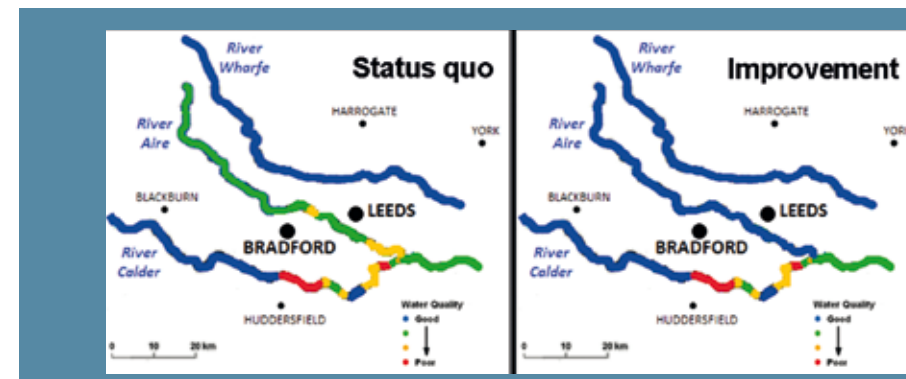 River
Wharfe
Status quo
HARROGATE
YORK
River
Aire
BLACKBURN
LEEDS
BRADFORD
River
Calder
HUDDERSFIELD
Water Quality
Good
Poor
0 10 20 km
River
Wharfe
Improvement
HARROGATE
YOR
River
Aire
BLACKBURN
LEEDS
BRADFORD
River
Calder
HUDDERSFIELD
Water Quality
Good
Poor
0 10 20 km